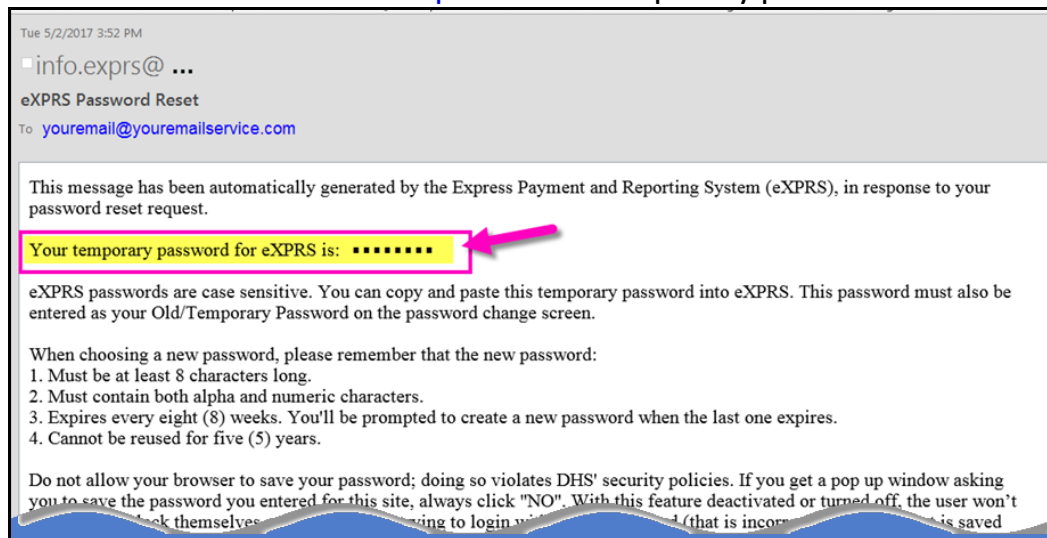 Tue 5/2/2017 3:52 PM
info.exprs@ ...
eXPRS Password Reset
To youremail@youremailservice.com
This message has been automatically generated by the Express Payment and Reporting System (eXPRS), in response to your
password reset request.
Your temporary password for eXPRS is: ▪▪▪▪▪▪▪▪
eXPRS passwords are case sensitive. You can copy and paste this temporary password into eXPRS. This password must also be
entered as your Old/Temporary Password on the password change screen.
When choosing a new password, please remember that the new password:
1. Must be at least 8 characters long.
2. Must contain both alpha and numeric characters.
3. Expires every eight (8) weeks. You'll be prompted to create a new password when the last one expires.
4. Cannot be reused for five (5) years.
Do not allow your browser to save your password; doing so violates DHS' security policies. If you get a pop up window asking
you to save the password you entered for this site, always click "NO". With this feature deactivated or turned off, the user won't
themselves to login (that is is saved